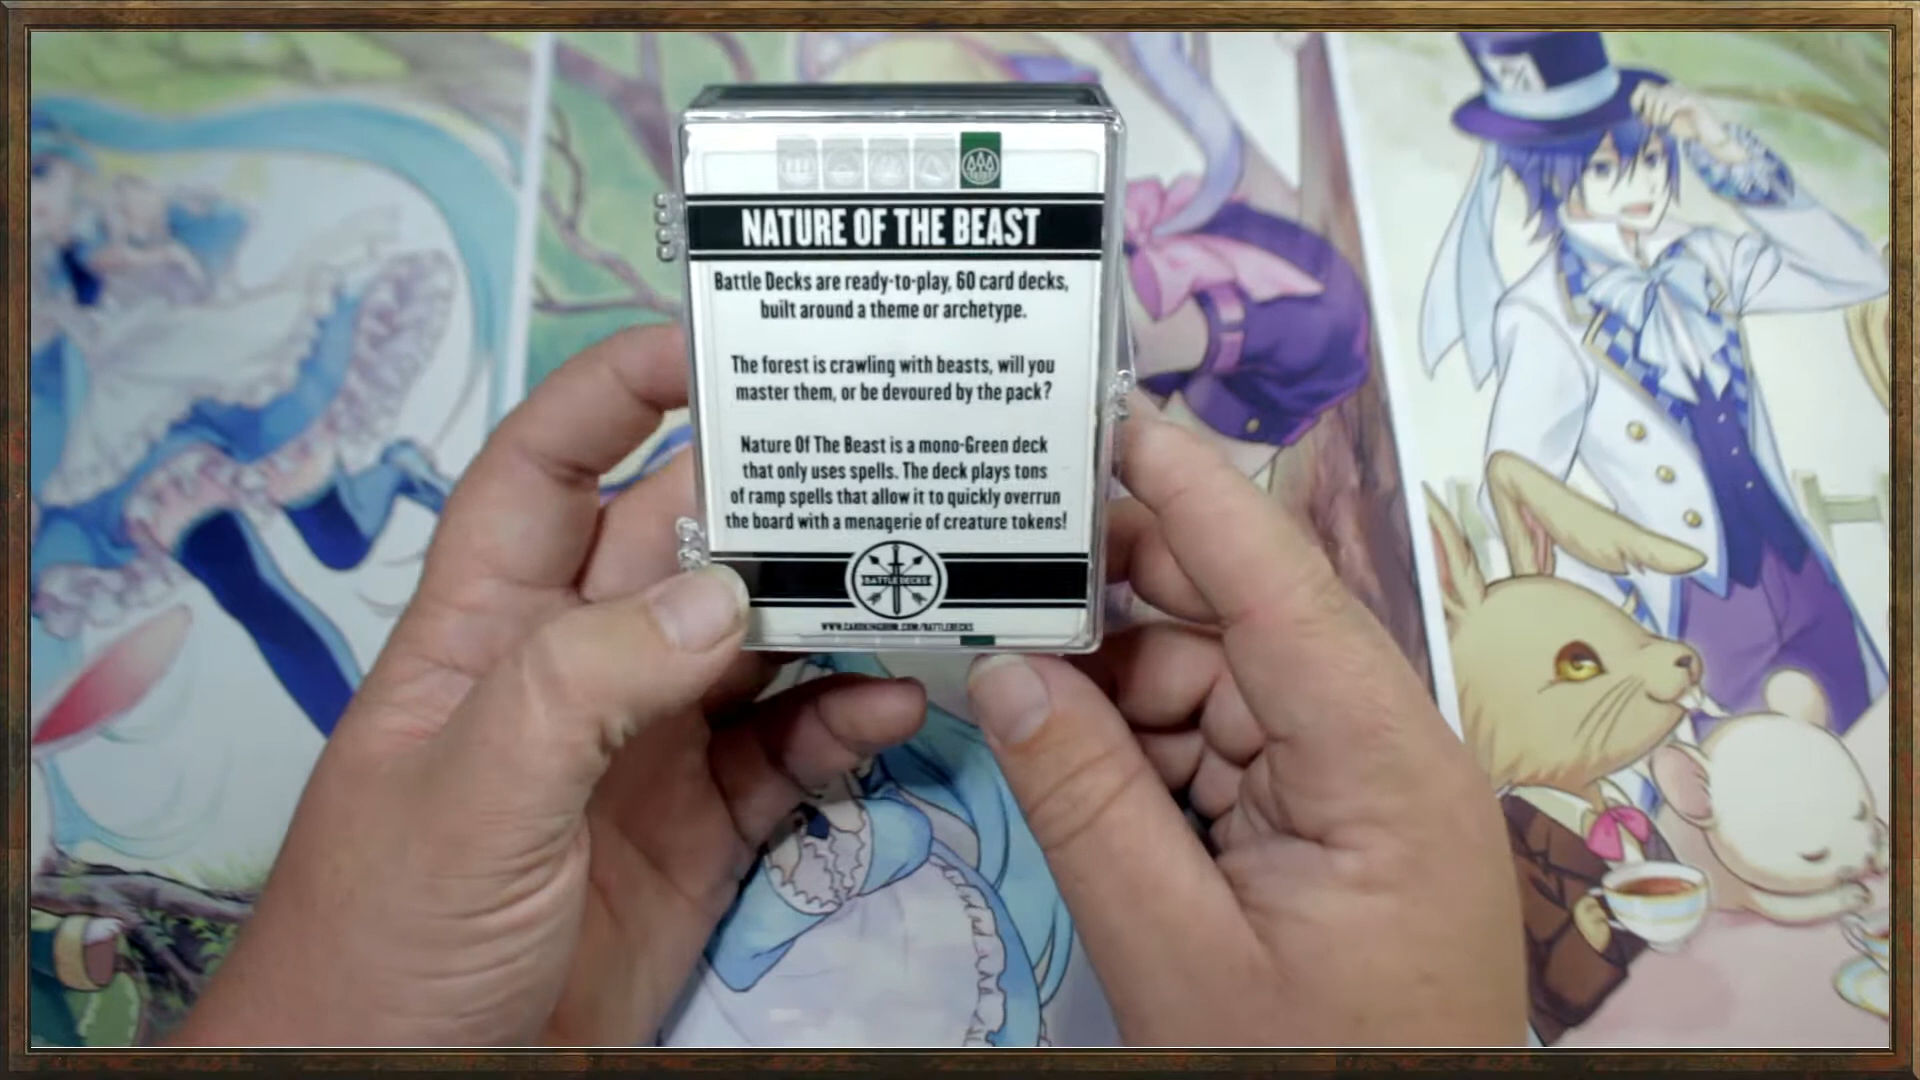 NATURE OF THE BEAST
Battle Decks are ready-to-play, 60 card decks,
built around a theme or archetype.
The forest is crawling with beasts, will you
master them, or be devoured by the pack?
Nature Of The Beast is a mono-Green deck
that only uses spells. The deck plays tons
of ramp spells that allow it to quickly overrun
the board with a menagerie of creature tokens!
BATTLE DECKS
WWW.CARDKINGDOM.COM/BATTLEDECKS